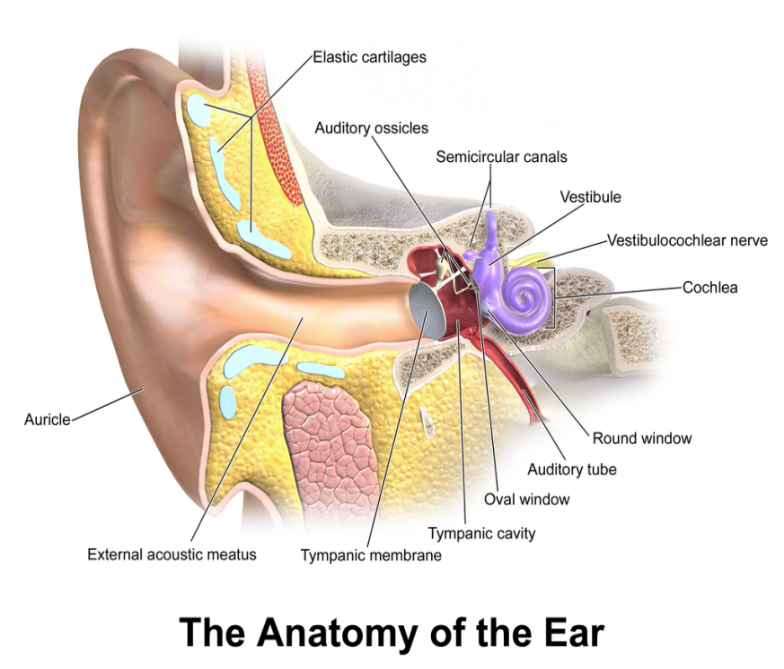 Elastic cartilages
Auditory ossicles
Semicircular canals
Vestibule
Vestibulocochlear nerve
Cochlea
Auricle
Round window
Auditory tube
Oval window
Tympanic cavity
External acoustic meatus
Tympanic membrane
The Anatomy of the Ear